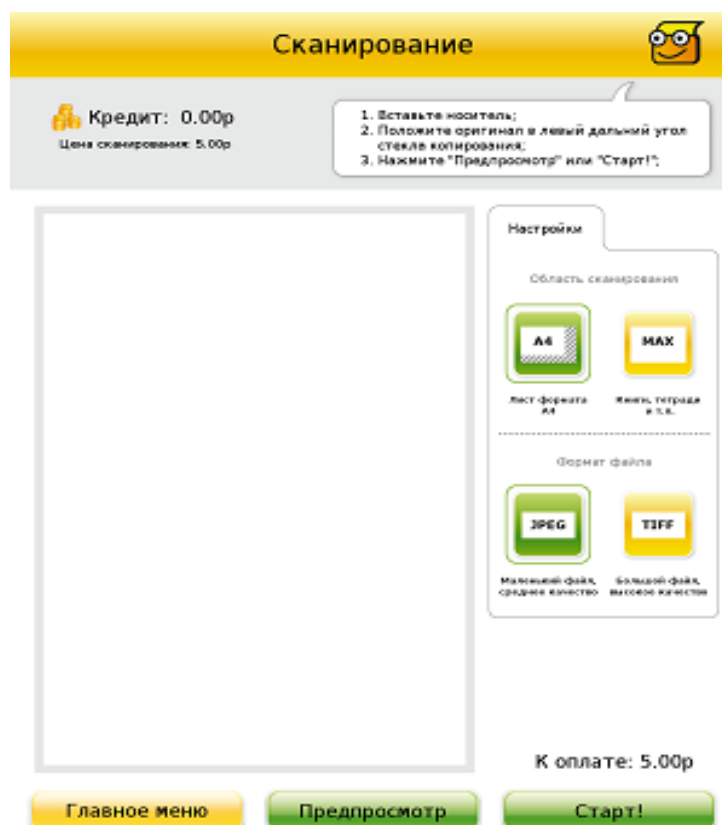 Сканирование
Кредит: 0.00р
Цена сканирования: 5.00р
1. Вставьте носитель;
2. Положите оригинал в левый дальний угол
стекла копирования;
3. Нажмите "Предпросмотр" или "Старт!";
Настройки
Область сканирования
A4
MAX
Лист формата
A4
Книги, тетради
и т.п.
Формат файла
JPEG
TIFF
Маленький файл,
среднее качество
Большой файл,
высокое качество
К оплате: 5.00р
Главное меню
Предпросмотр
Старт!